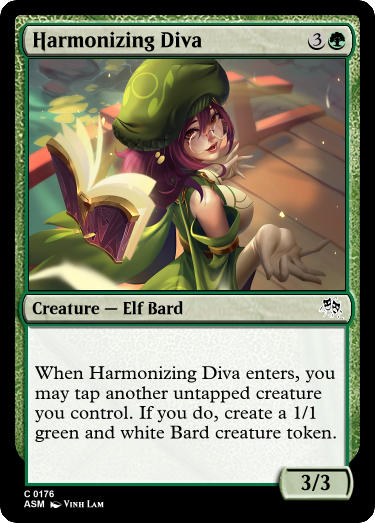 Harmonizing Diva 3
Creature — Elf Bard
When Harmonizing Diva enters, you
may tap another untapped creature
you control. If you do, create a 1/1
green and white Bard creature token.
3/3
C 0176
ASM Vinh Lam